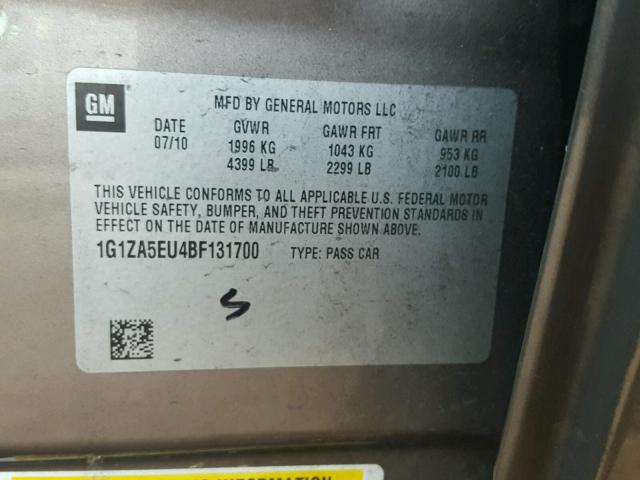 GM
MFD BY GENERAL MOTORS LLC
DATE GVWR GAWR FRT GAWR RR
07/10 1996 KG 1043 KG 953 KG
4399 LB 2299 LB 2100 LB
THIS VEHICLE CONFORMS TO ALL APPLICABLE U.S. FEDERAL MOTOR
VEHICLE SAFETY, BUMPER, AND THEFT PREVENTION STANDARDS IN
EFFECT ON THE DATE OF MANUFACTURE SHOWN ABOVE.
1G1ZA5EU4BF131700 TYPE: PASS CAR
S
INFORMATION